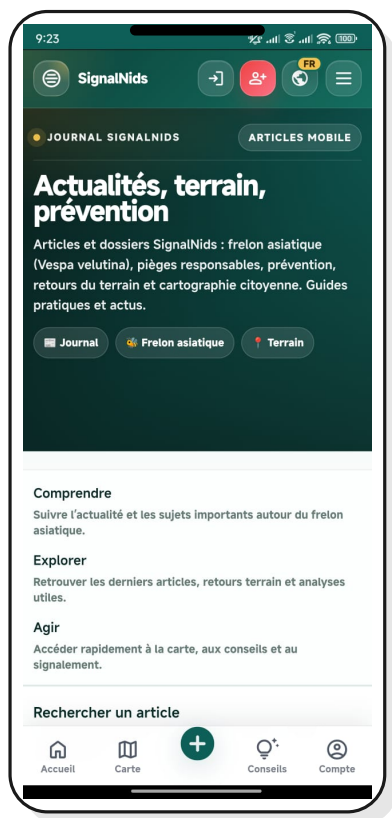 9:23
100
SignalNids
FR
JOURNAL SIGNALNIDS
ARTICLES MOBILE
Actualités, terrain,
prévention
Articles et dossiers SignalNids : frelon asiatique
(Vespa velutina), pièges responsables, prévention,
retours du terrain et cartographie citoyenne. Guides
pratiques et actus.
Journal
Frelon asiatique
Terrain
Comprendre
Suivre l'actualité et les sujets importants autour du frelon
asiatique.
Explorer
Retrouver les derniers articles, retours terrain et analyses
utiles.
Agir
Accéder rapidement à la carte, aux conseils et au
signalement.
Rechercher un article
Accueil
Carte
Conseils
Compte